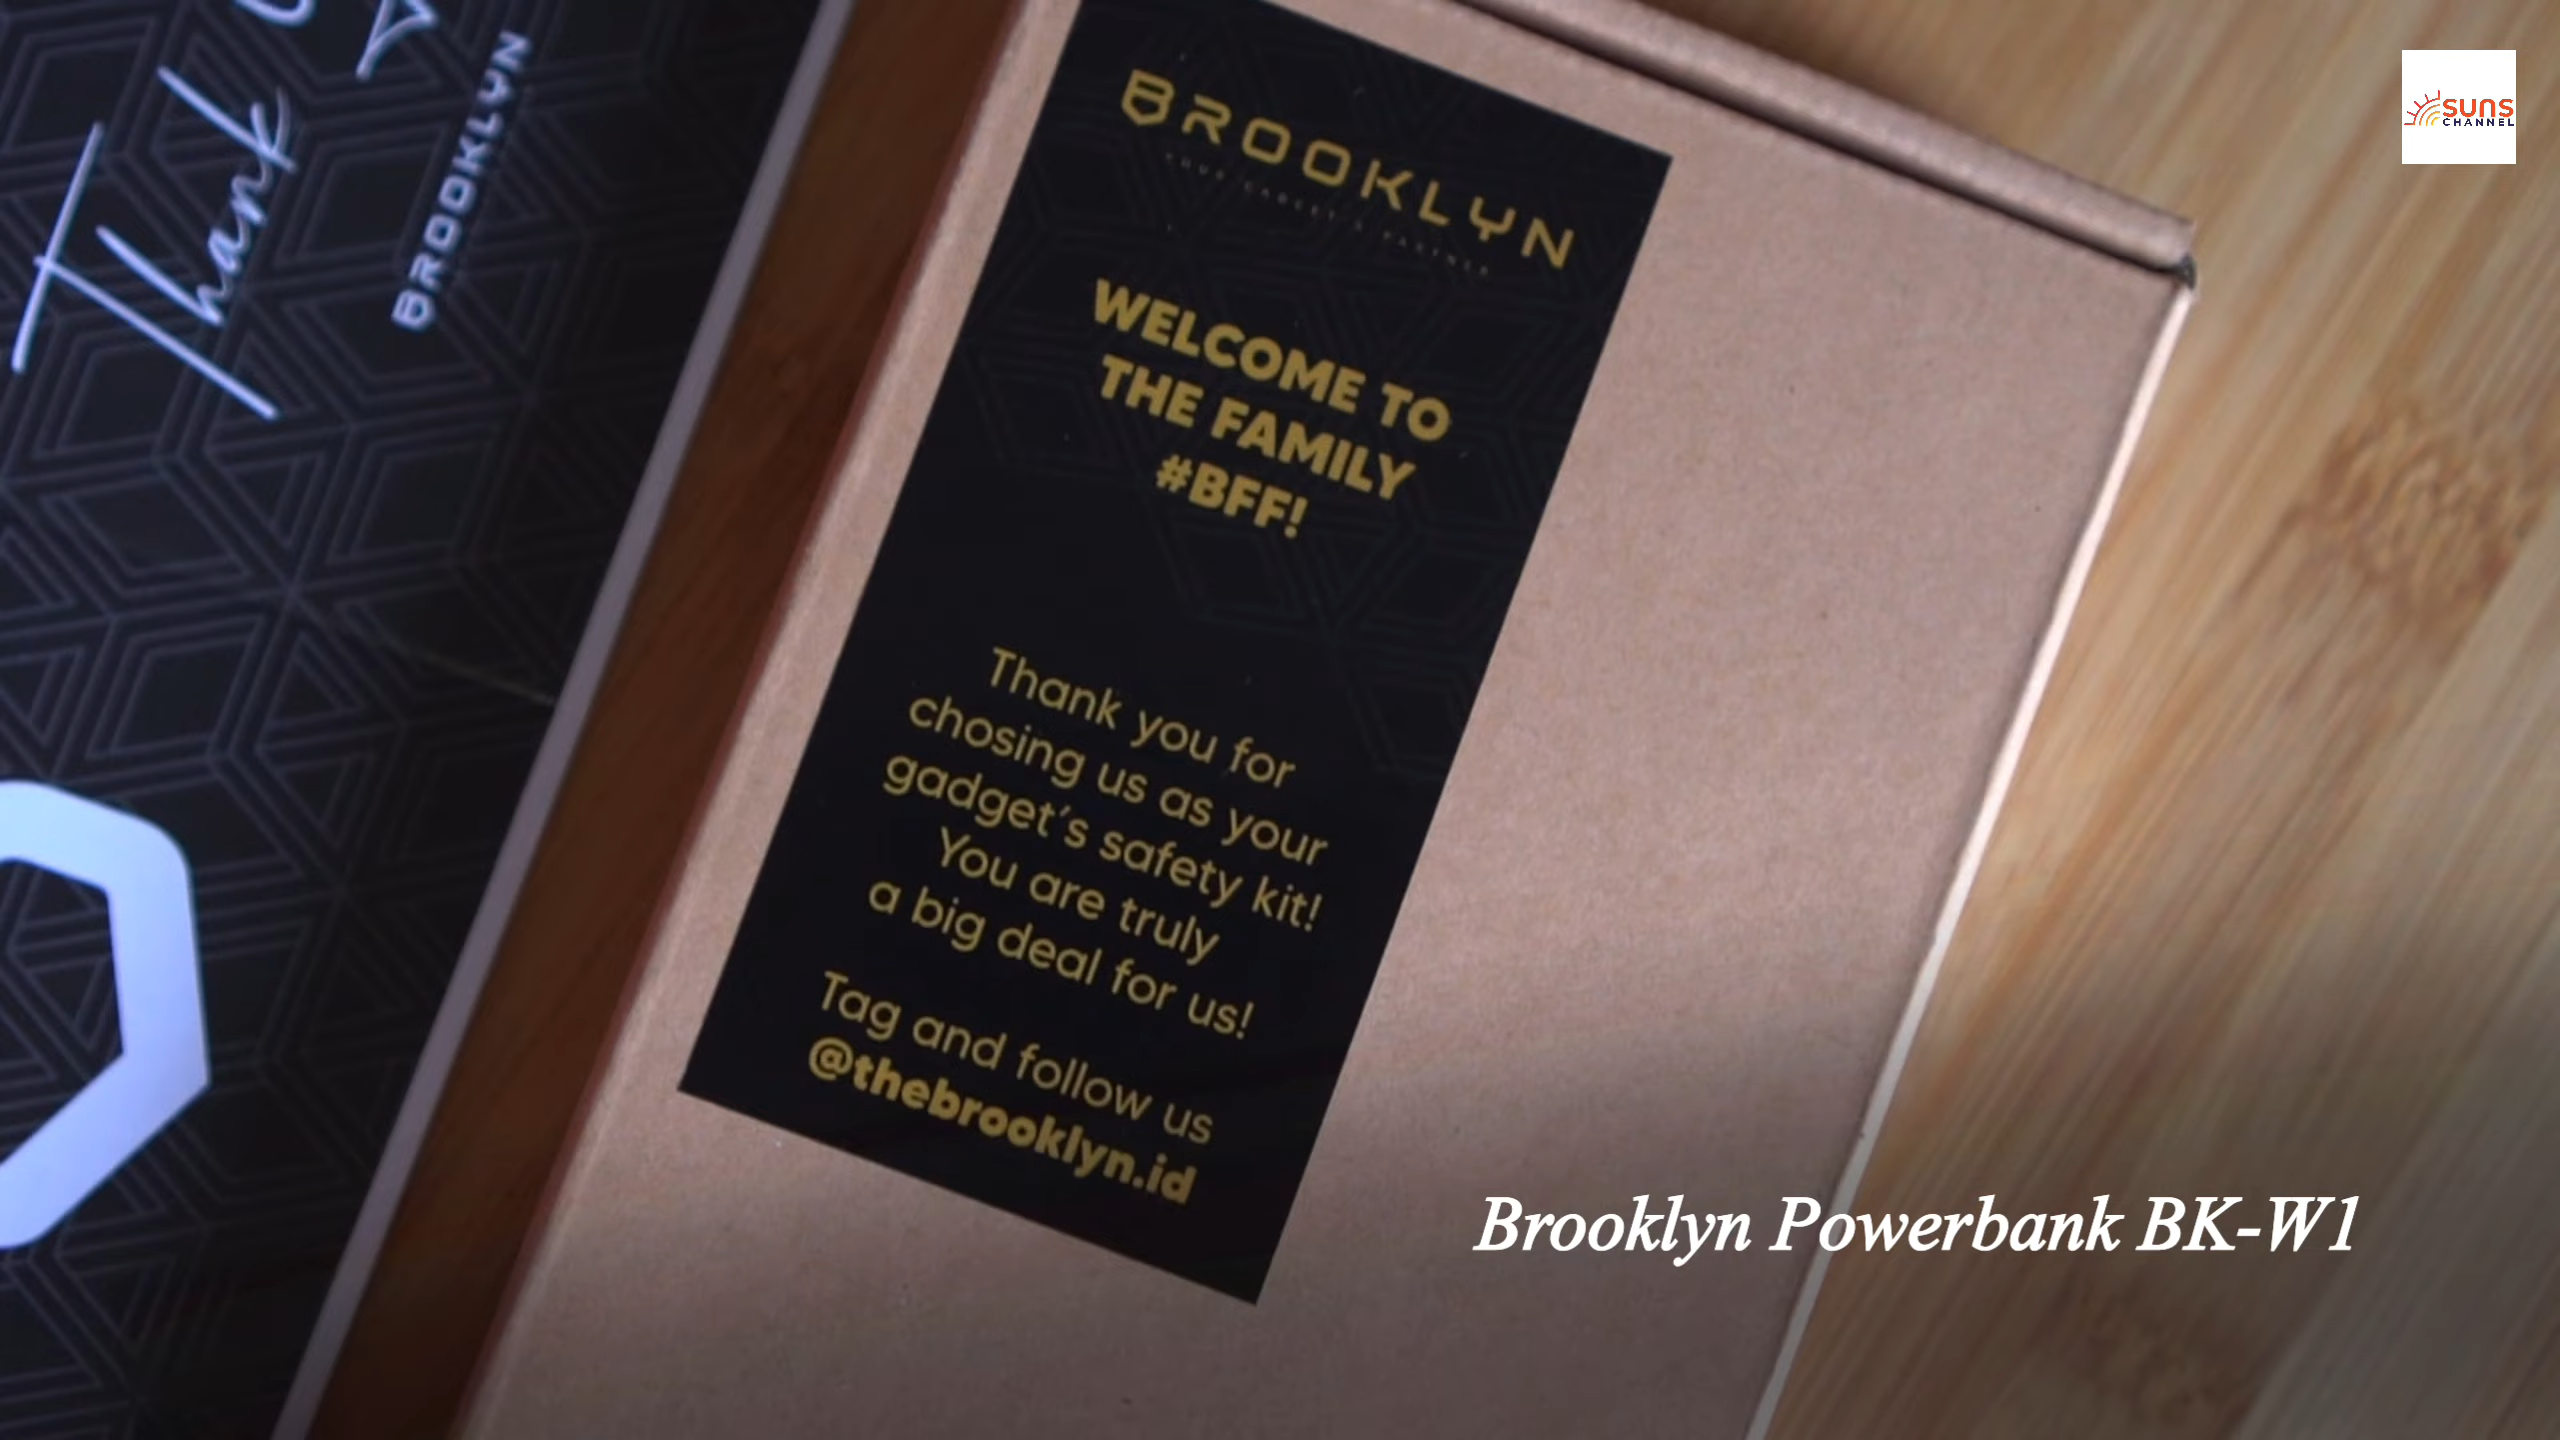 Thank
BROOKLYN
BROOKLYN
WELCOME TO
THE FAMILY
#BFF!
Thank you for
chosing us as your
gadget's safety kit!
You are truly
a big deal for us!
Tag and follow us
@thebrooklyn.id
SUNS
CHANNEL
Brooklyn Powerbank BK-W1